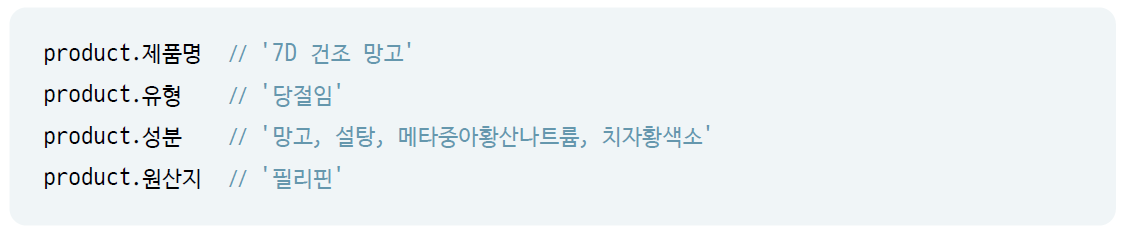 product.제품명  // '7D 건조 망고'
product.유형    // '당절임'
product.성분    // '망고, 설탕, 메타중아황산나트륨, 치자황색소'
product.원산지  // '필리핀'